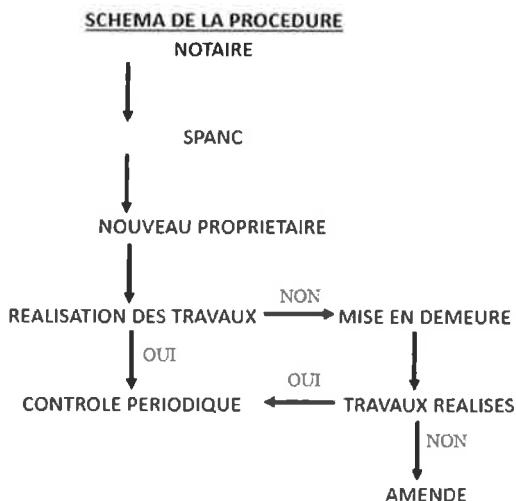 SCHEMA DE LA PROCEDURE
NOTAIRE
SPANC
NOUVEAU PROPRIETAIRE
NON
REALISATION DES TRAVAUX MISE EN DEMEURE
OUI
OUI
CONTROLE PERIODIQUE TRAVAUX REALISES
NON
AMENDE